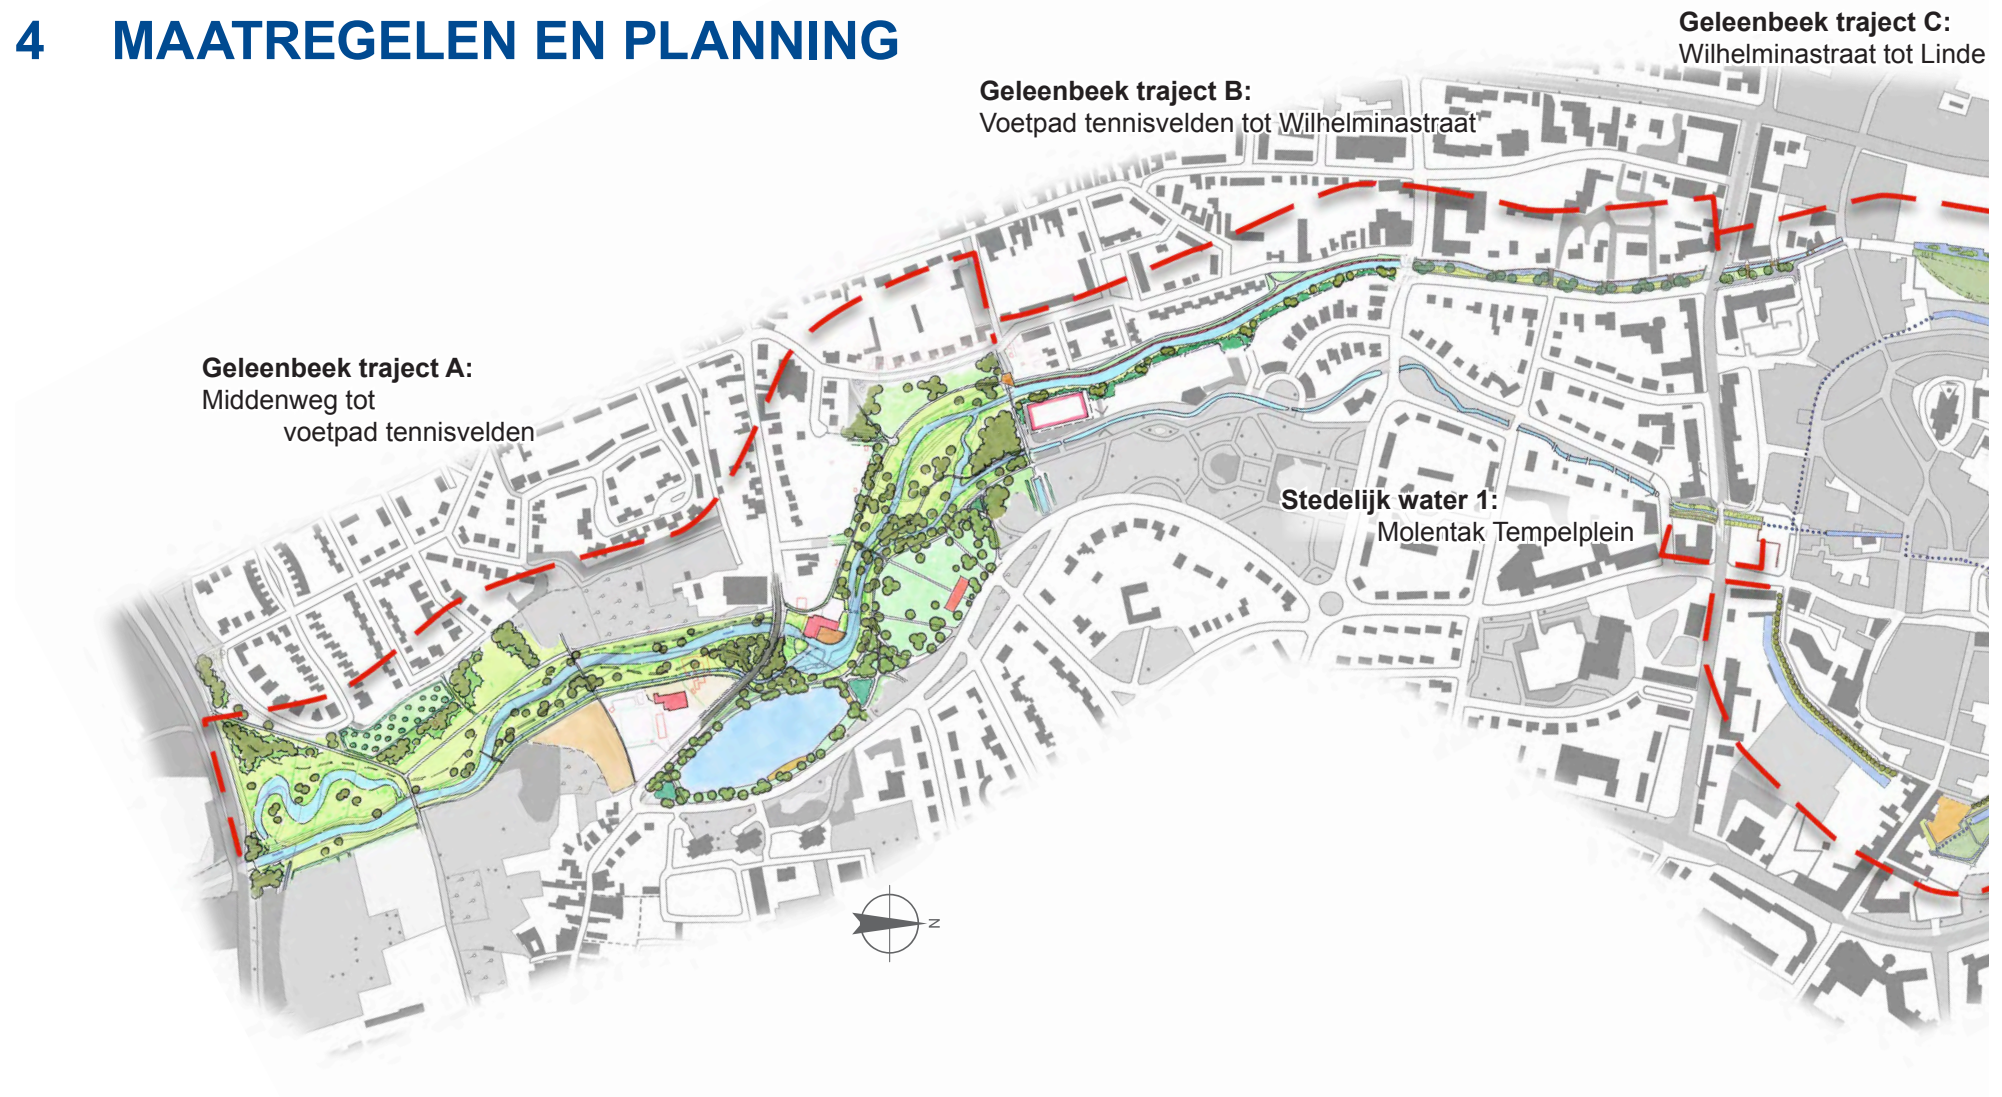 4 MAATREGELEN EN PLANNING
Geleenbeek traject C:
Wilhelminastraat tot Linde
Geleenbeek traject B:
Voetpad tennisvelden tot Wilhelminastraat
Geleenbeek traject A:
Middenweg tot
voetpad tennisvelden
Stedelijk water 1:
Molentak Tempelplein
N